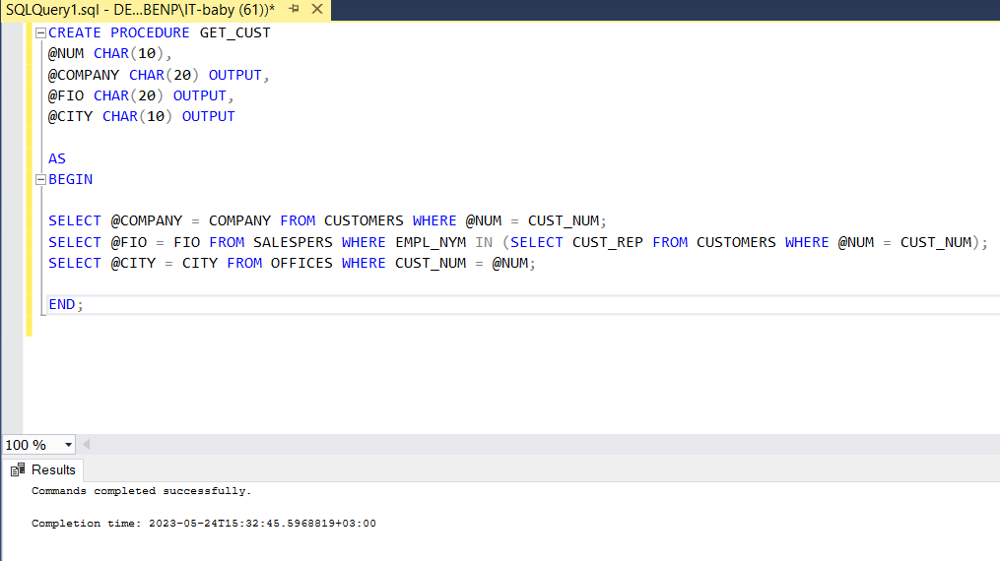 SQLQuery1.sql - DE...BENP\IT-baby (61))*
CREATE PROCEDURE GET_CUST
@NUM CHAR(10),
@COMPANY CHAR(20) OUTPUT,
@FIO CHAR(20) OUTPUT,
@CITY CHAR(10) OUTPUT
AS
BEGIN
SELECT @COMPANY = COMPANY FROM CUSTOMERS WHERE @NUM = CUST_NUM;
SELECT @FIO = FIO FROM SALESPERS WHERE EMPL_NYM IN (SELECT CUST_REP FROM CUSTOMERS WHERE @NUM = CUST_NUM);
SELECT @CITY = CITY FROM OFFICES WHERE CUST_NUM = @NUM;
END;
100 %
Results
Commands completed successfully.
Completion time: 2023-05-24T15:32:45.5968819+03:00